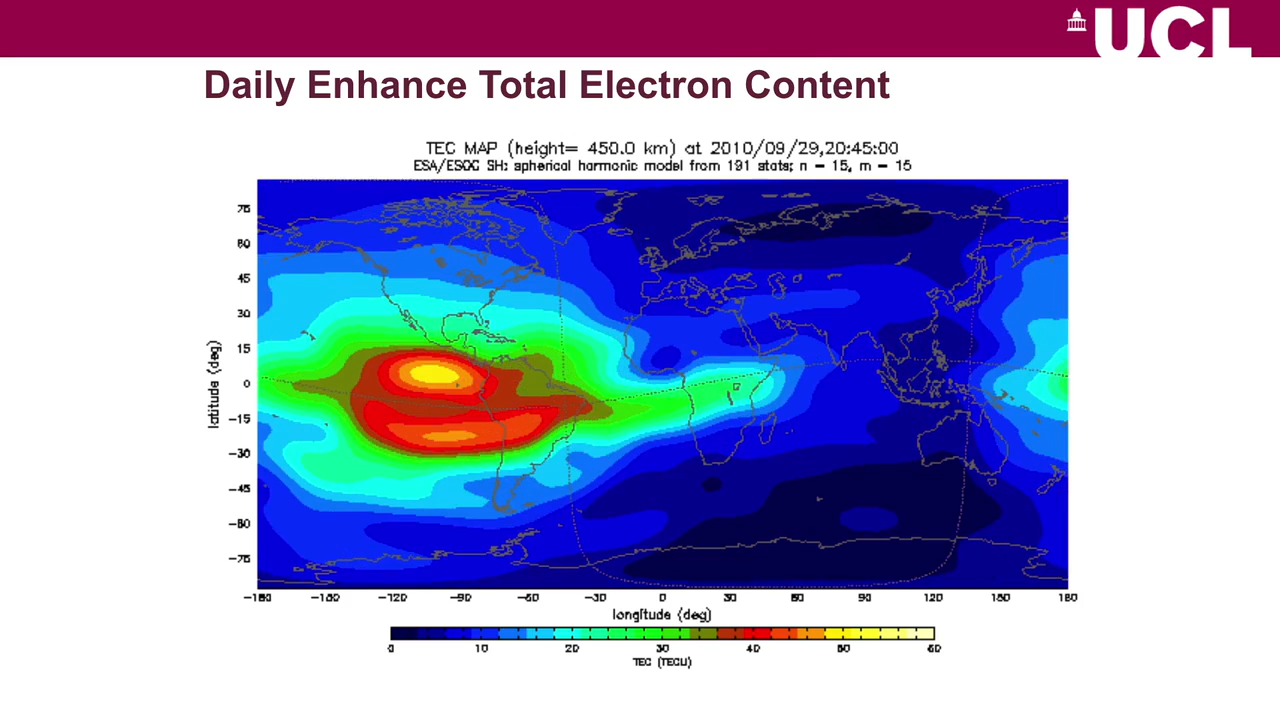 UCL
Daily Enhance Total Electron Content
TEC MAP (height= 450.0 km) at 2010/09/29,20:45:00
ESA/ESOC SH: spherical harmonic model from 191 stats; n = 15, m = 15
75
60
45
30
15
0
-15
-30
-45
-60
-75
latitude (deg)
-180 -150 -120 -90 -60 -30 0 30 60 90 120 150 180
longitude (deg)
0 10 20 30 40 50 60
TEC (TECU)